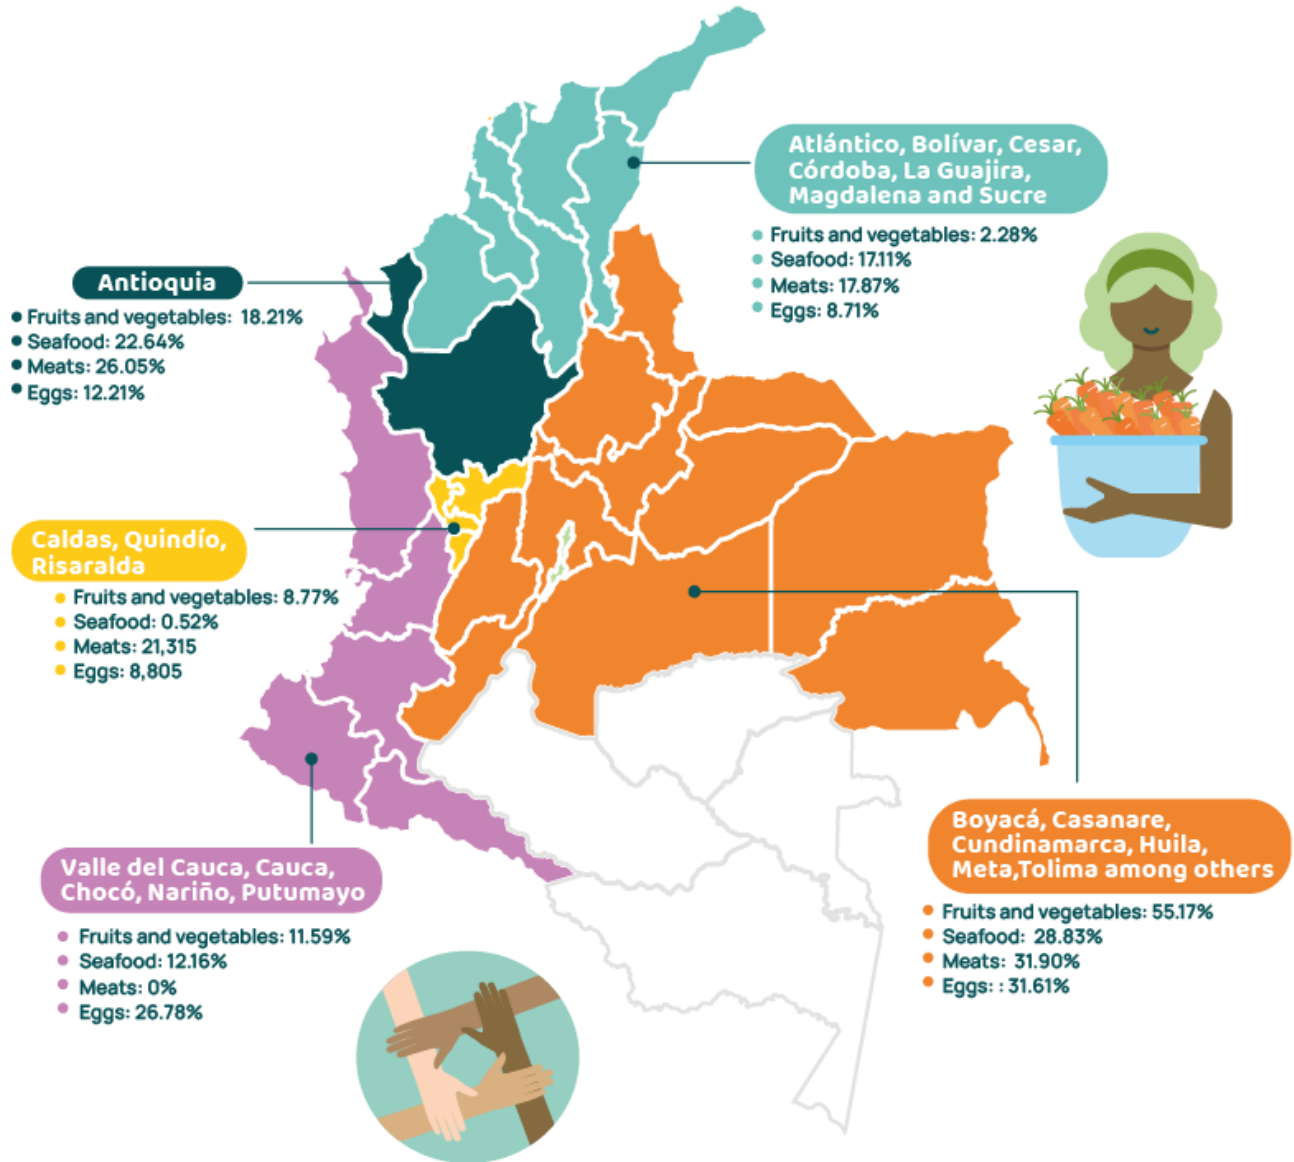 Atlántico, Bolívar, Cesar,
Córdoba, La Guajira,
Magdalena and Sucre
Fruits and vegetables: 2.28%
Seafood: 17.11%
Meats: 17.87%
Eggs: 8.71%
Antioquia
Fruits and vegetables: 18.21%
Seafood: 22.64%
Meats: 26.05%
Eggs: 12.21%
Caldas, Quindío,
Risaralda
Fruits and vegetables: 8.77%
Seafood: 0.52%
Meats: 21,315
Eggs: 8,805
Valle del Cauca, Cauca,
Chocó, Nariño, Putumayo
Fruits and vegetables: 11.59%
Seafood: 12.16%
Meats: 0%
Eggs: 26.78%
Boyacá, Casanare,
Cundinamarca, Huila,
Meta,Tolima among others
Fruits and vegetables: 55.17%
Seafood: 28.83%
Meats: 31.90%
Eggs: : 31.61%